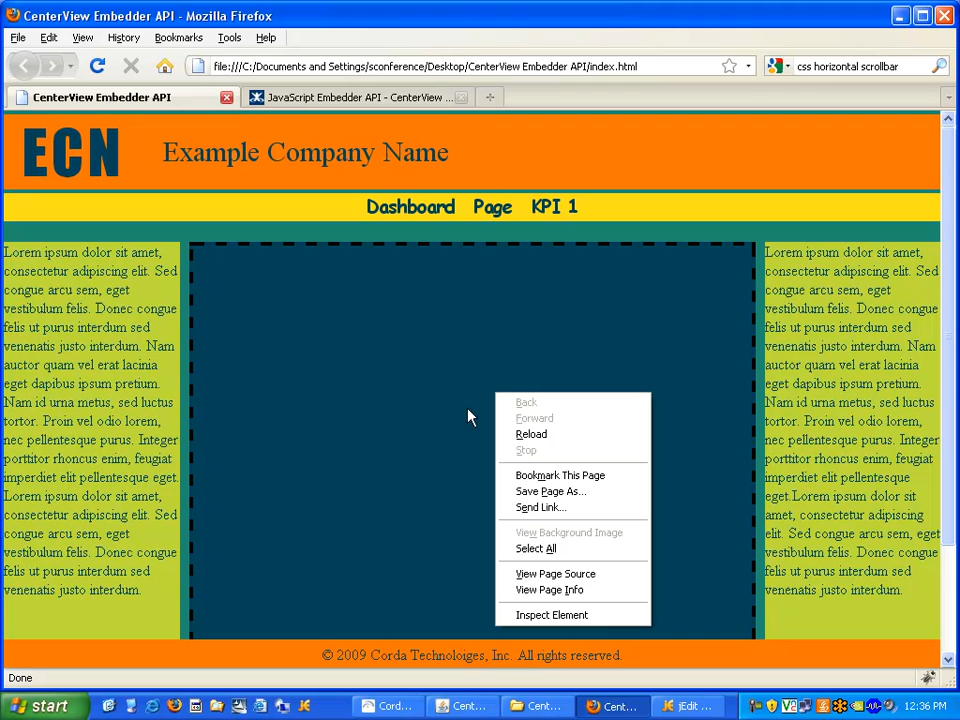 CenterView Embedder API - Mozilla Firefox
File Edit View History Bookmarks Tools Help
file:///C:/Documents and Settings/sconference/Desktop/CenterView Embedder API/index.html
css horizontal scrollbar
CenterView Embedder API
JavaScript Embedder API - CenterView ...
ECN
Example Company Name
Dashboard Page KPI 1
Lorem ipsum dolor sit amet,
consectetur adipiscing elit. Sed
congue arcu sem, eget
vestibulum felis. Donec congue
felis ut purus interdum sed
venenatis justo interdum. Nam
auctor quam vel erat lacinia
eget dapibus ipsum pretium.
Nam id urna metus, sed luctus
tortor. Proin vel odio lorem,
nec pellentesque purus. Integer
porttitor rhoncus enim, feugiat
imperdiet elit pellentesque eget.
Lorem ipsum dolor sit amet,
consectetur adipiscing elit. Sed
congue arcu sem, eget
vestibulum felis. Donec congue
felis ut purus interdum sed
venenatis justo interdum.
Back
Forward
Reload
Stop
Bookmark This Page
Save Page As...
Send Link...
View Background Image
Select All
View Page Source
View Page Info
Inspect Element
Lorem ipsum dolor sit amet,
consectetur adipiscing elit. Sed
congue arcu sem, eget
vestibulum felis. Donec congue
felis ut purus interdum sed
venenatis justo interdum. Nam
auctor quam vel erat lacinia
eget dapibus ipsum pretium.
Nam id urna metus, sed luctus
tortor. Proin vel odio lorem,
nec pellentesque purus. Integer
porttitor rhoncus enim, feugiat
imperdiet elit pellentesque
eget.Lorem ipsum dolor sit
amet, consectetur adipiscing
elit. Sed congue arcu sem, eget
vestibulum felis. Donec congue
felis ut purus interdum sed
venenatis justo interdum.
© 2009 Corda Technoloiges, Inc. All rights reserved.
Done
start
Cord...
Cent...
Cent...
Cent...
jEdit ...
12:36 PM